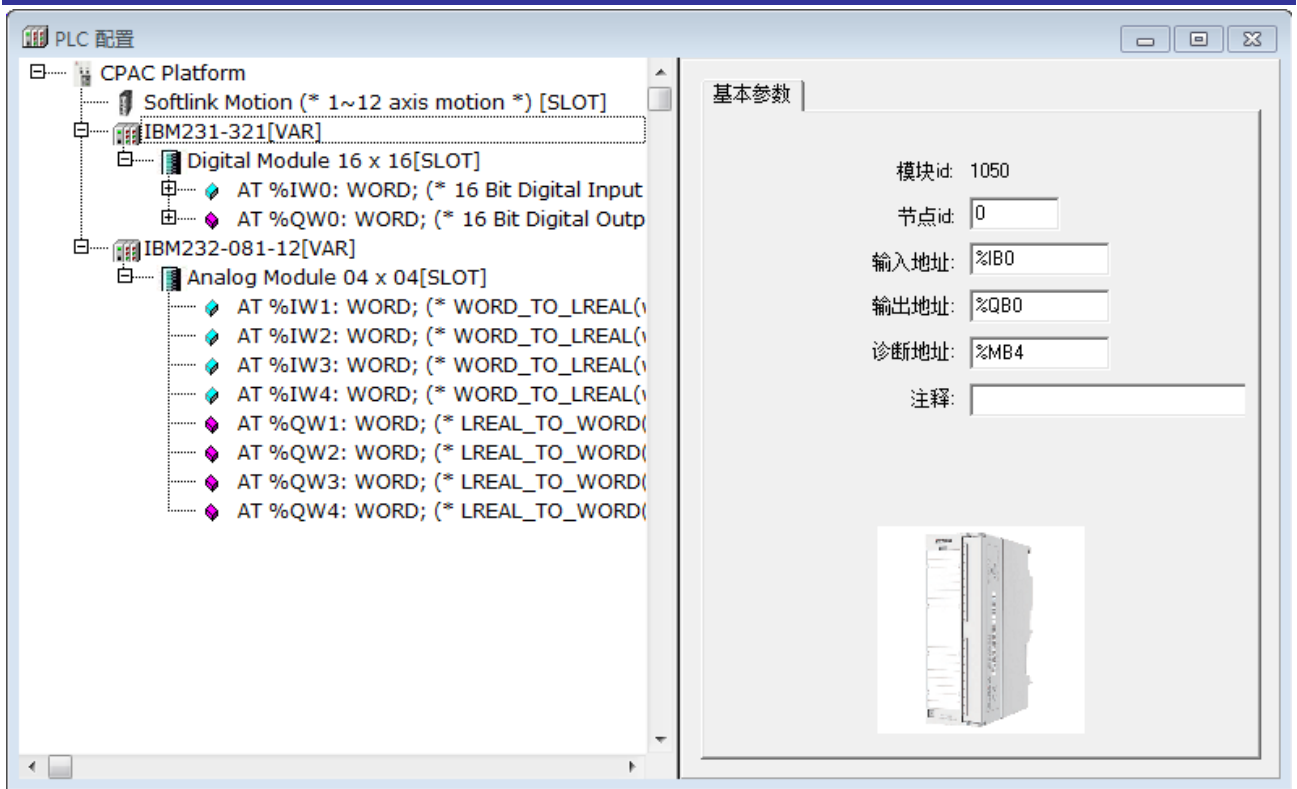 PLC 配置
CPAC Platform
Softlink Motion (* 1~12 axis motion *) [SLOT]
IBM231-321[VAR]
Digital Module 16 x 16[SLOT]
AT %IW0: WORD; (* 16 Bit Digital Input
AT %QW0: WORD; (* 16 Bit Digital Outp
IBM232-081-12[VAR]
Analog Module 04 x 04[SLOT]
AT %IW1: WORD; (* WORD_TO_LREAL(
AT %IW2: WORD; (* WORD_TO_LREAL(
AT %IW3: WORD; (* WORD_TO_LREAL(
AT %IW4: WORD; (* WORD_TO_LREAL(
AT %QW1: WORD; (* LREAL_TO_WORD(
AT %QW2: WORD; (* LREAL_TO_WORD(
AT %QW3: WORD; (* LREAL_TO_WORD(
AT %QW4: WORD; (* LREAL_TO_WORD(
基本参数
模块id: 1050
节点id: 0
输入地址: %IB0
输出地址: %QB0
诊断地址: %MB4
注释: